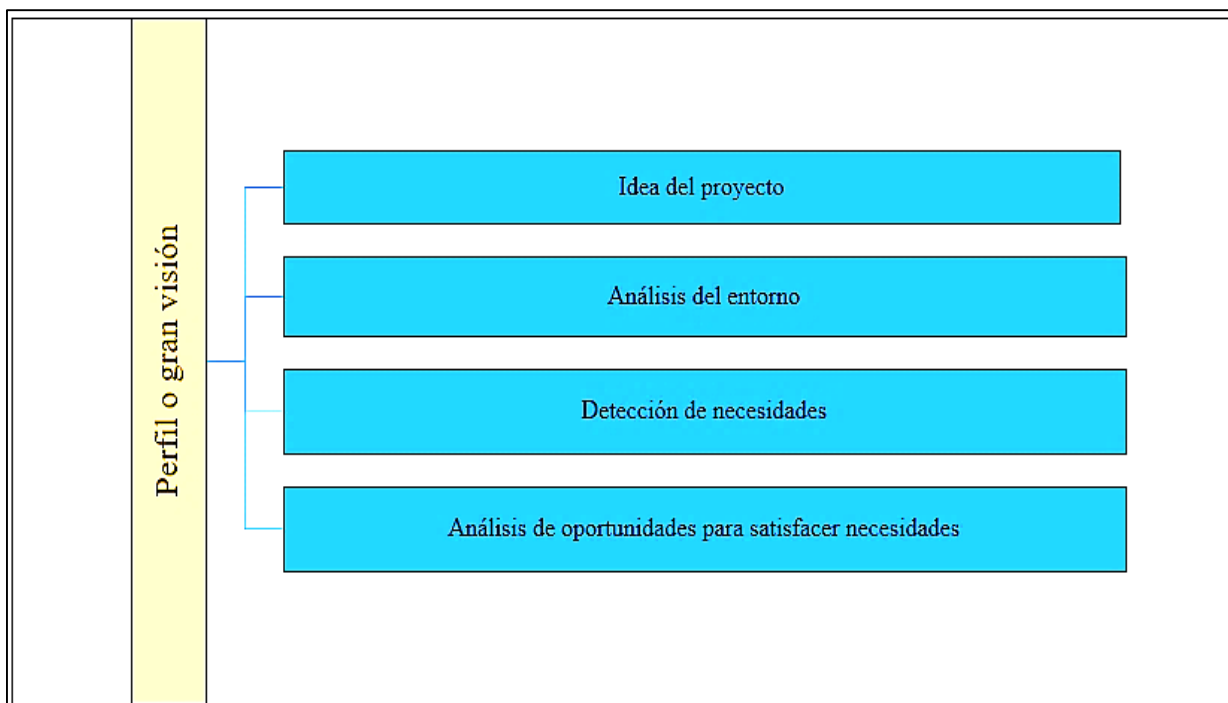 Perfil o gran visión
Idea del proyecto
Análisis del entorno
Detección de necesidades
Análisis de oportunidades para satisfacer necesidades